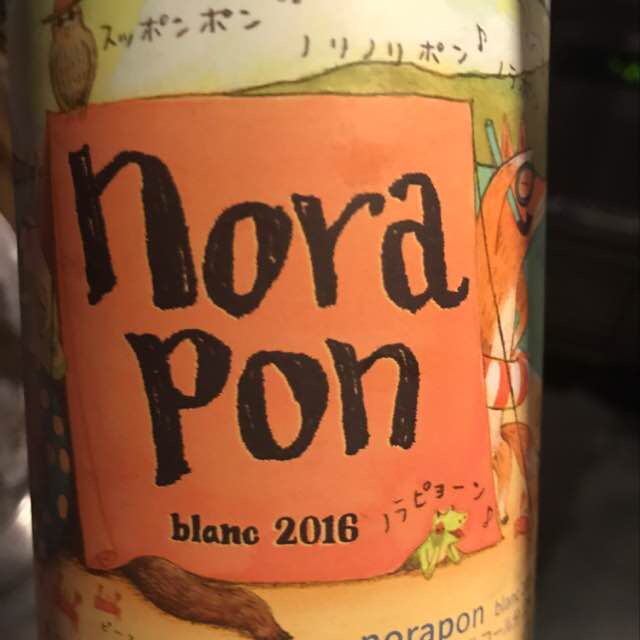 スッポンポン
ノリノリポン♪
nora
pon
blanc 2016
ノラピョーン♪
norapon blanc